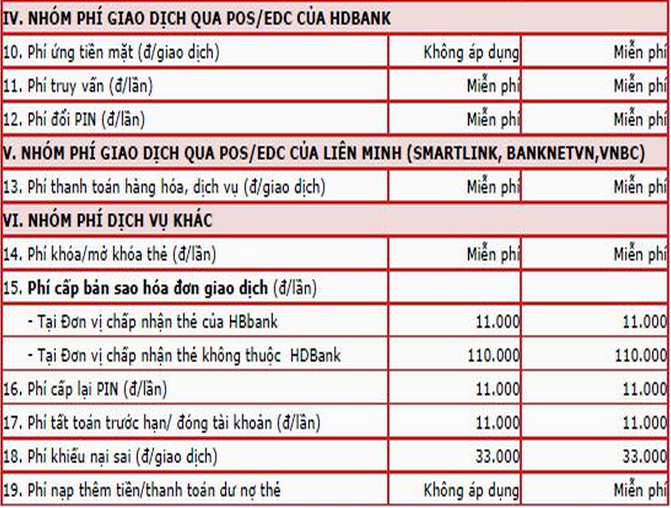 IV. NHÓM PHÍ GIAO DỊCH QUA POS/EDC CỦA HDBANK
10. Phí ứng tiền mặt (đ/giao dịch) Không áp dụng Miễn phí
11. Phí truy vấn (đ/lần) Miễn phí Miễn phí
12. Phí đổi PIN (đ/lần) Miễn phí Miễn phí
V. NHÓM PHÍ GIAO DỊCH QUA POS/EDC CỦA LIÊN MINH (SMARTLINK, BANKNETVN,VNBC)
13. Phí thanh toán hàng hóa, dịch vụ (đ/giao dịch) Miễn phí Miễn phí
VI. NHÓM PHÍ DỊCH VỤ KHÁC
14. Phí khóa/mở khóa thẻ (đ/lần) Miễn phí Miễn phí
15. Phí cấp bản sao hóa đơn giao dịch (đ/lần)
- Tại Đơn vị chấp nhận thẻ của HBbank 11.000 11.000
- Tại Đơn vị chấp nhận thẻ không thuộc HDBank 110.000 110.000
16. Phí cấp lại PIN (đ/lần) 11.000 11.000
17. Phí tất toán trước hạn/ đóng tài khoản (đ/lần) 11.000 11.000
18. Phí khiếu nại sai (đ/giao dịch) 33.000 33.000
19. Phí nạp thêm tiền/thanh toán dư nợ thẻ Không áp dụng Miễn phí